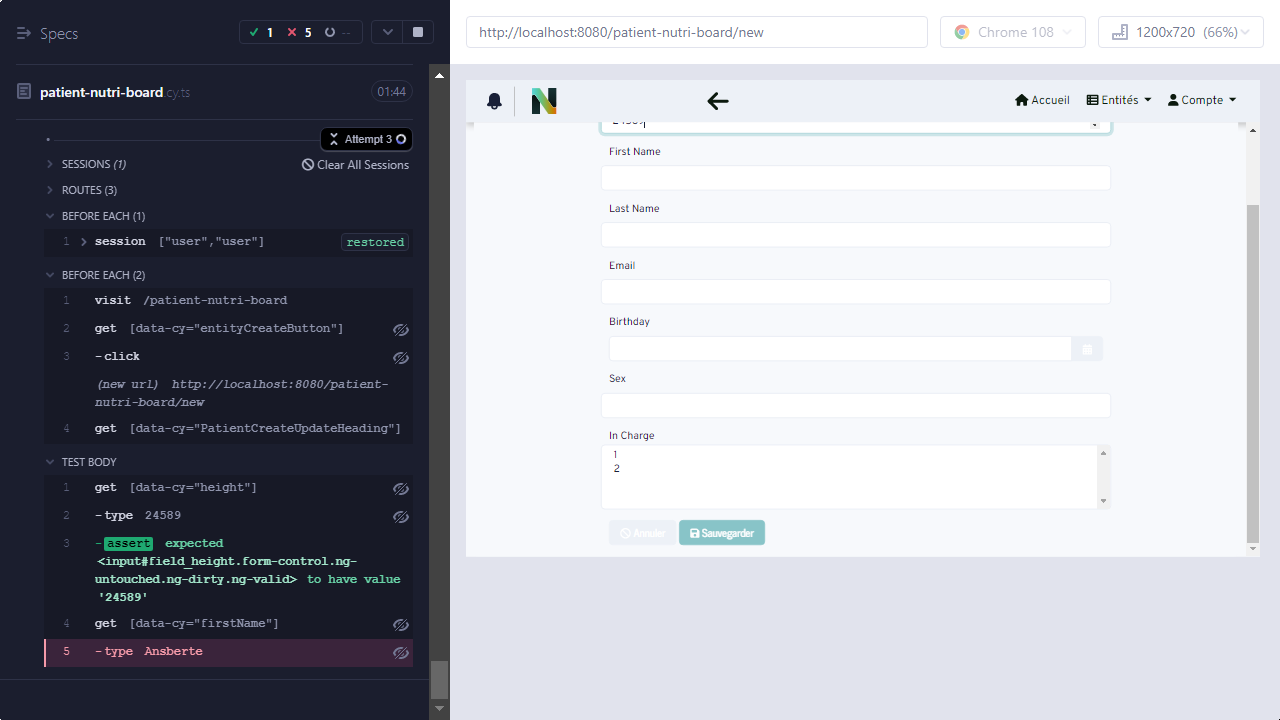 Specs
1
5
--
patient-nutri-board.cy.ts
01:44
Attempt 3
SESSIONS (1)
Clear All Sessions
ROUTES (3)
BEFORE EACH (1)
1 session ["user","user"] restored
BEFORE EACH (2)
1 visit /patient-nutri-board
2 get [data-cy="entityCreateButton"]
3 -click
(new url) http://localhost:8080/patient-
nutri-board/new
4 get [data-cy="PatientCreateUpdateHeading"]
TEST BODY
1 get [data-cy="height"]
2 -type 24589
3 -assert expected
<input#field_height.form-control.ng-
untouched.ng-dirty.ng-valid> to have value
'24589'
4 get [data-cy="firstName"]
5 -type Ansberte
http://localhost:8080/patient-nutri-board/new
Chrome 108
1200x720 (66%)
N
Accueil
Entités
Compte
24589
First Name
Last Name
Email
Birthday
Sex
In Charge
1
2
Annuler
Sauvegarder